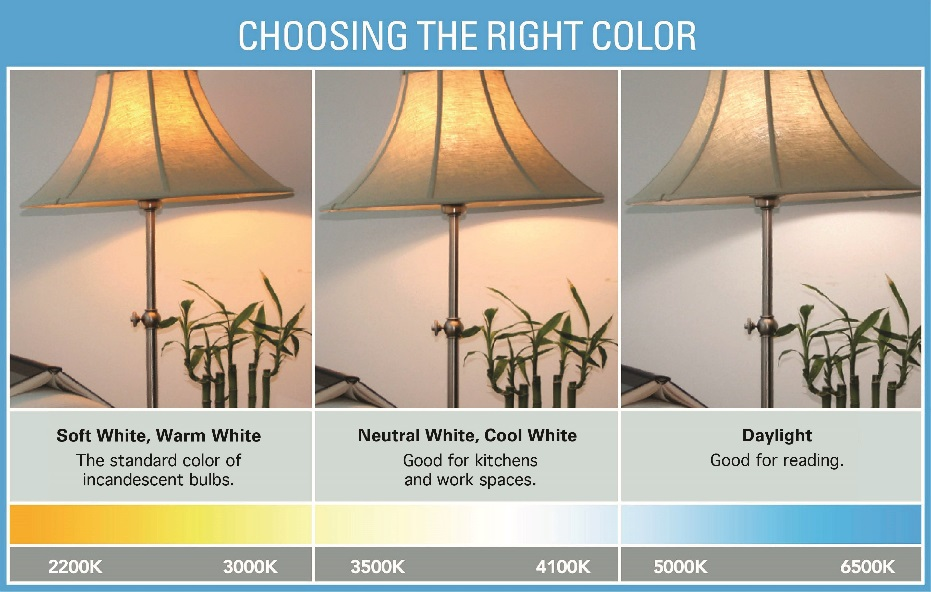 CHOOSING THE RIGHT COLOR
Soft White, Warm White
The standard color of
incandescent bulbs.
Neutral White, Cool White
Good for kitchens
and work spaces.
Daylight
Good for reading.
2200K
3000K
3500K
4100K
5000K
6500K